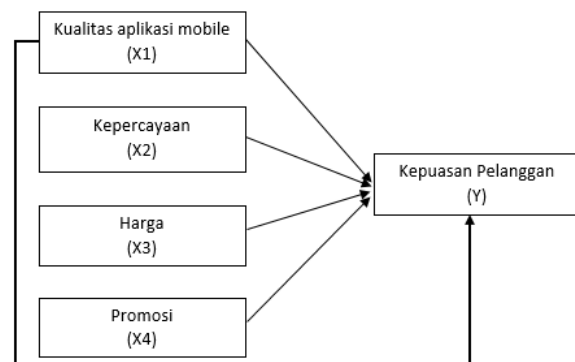 Kualitas aplikasi mobile
(X1)
Kepercayaan
(X2)
Harga
(X3)
Promosi
(X4)
Kepuasan Pelanggan
(Y)